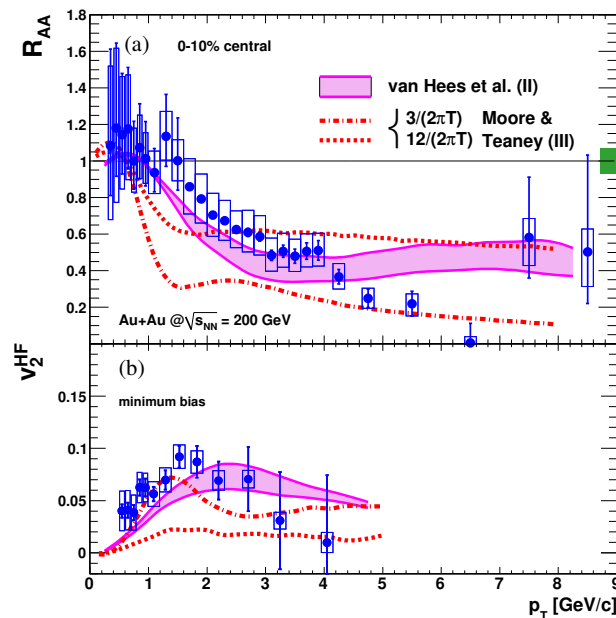 R_AA
1.8
1.6
1.4
1.2
1
0.8
0.6
0.4
0.2
(a) 0-10% central
van Hees et al. (II)
3/(2πT) Moore &
12/(2πT) Teaney (III)
Au+Au @√s_NN = 200 GeV
v_2^HF
0.15
0.1
0.05
0
(b)
minimum bias
0 1 2 3 4 5 6 7 8 9
p_T [GeV/c]